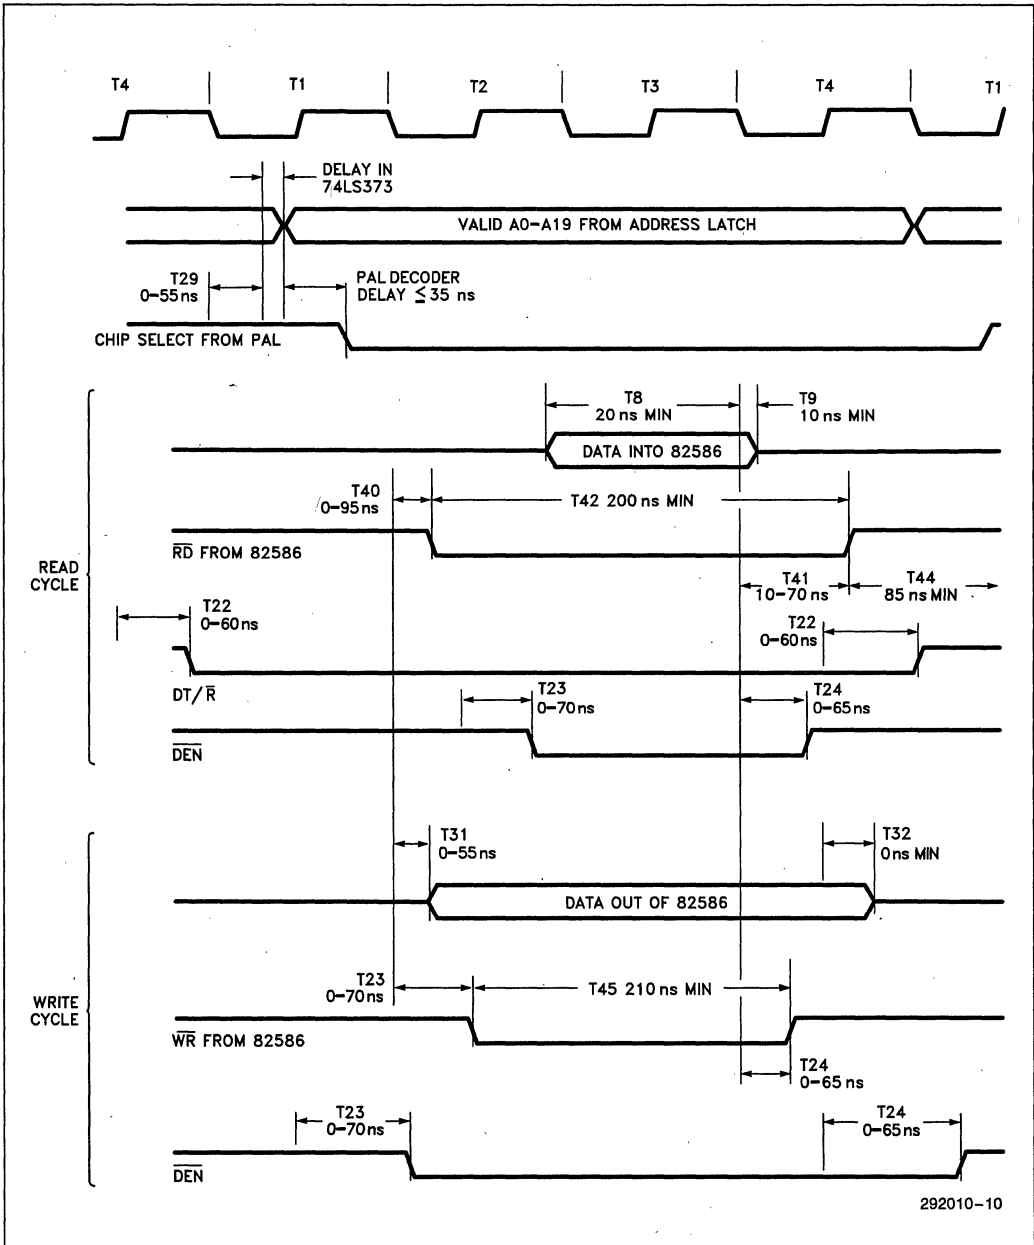 T4 T1 T2 T3 T4 T1
DELAY IN
74LS373
VALID A0-A19 FROM ADDRESS LATCH
T29
0-55ns
PAL DECODER
DELAY ≤ 35 ns
CHIP SELECT FROM PAL
READ
CYCLE
T8
20 ns MIN
T9
10 ns MIN
DATA INTO 82586
T40
0-95ns
T42 200 ns MIN
RD FROM 82586
T41
10-70 ns
T44
85 ns MIN
T22
0-60ns
T22
0-60ns
DT/R
T23
0-70ns
T24
0-65ns
DEN
WRITE
CYCLE
T31
0-55ns
T32
0ns MIN
DATA OUT OF 82586
T23
0-70ns
T45 210 ns MIN
WR FROM 82586
T24
0-65 ns
T23
0-70ns
T24
0-65ns
DEN
292010-10